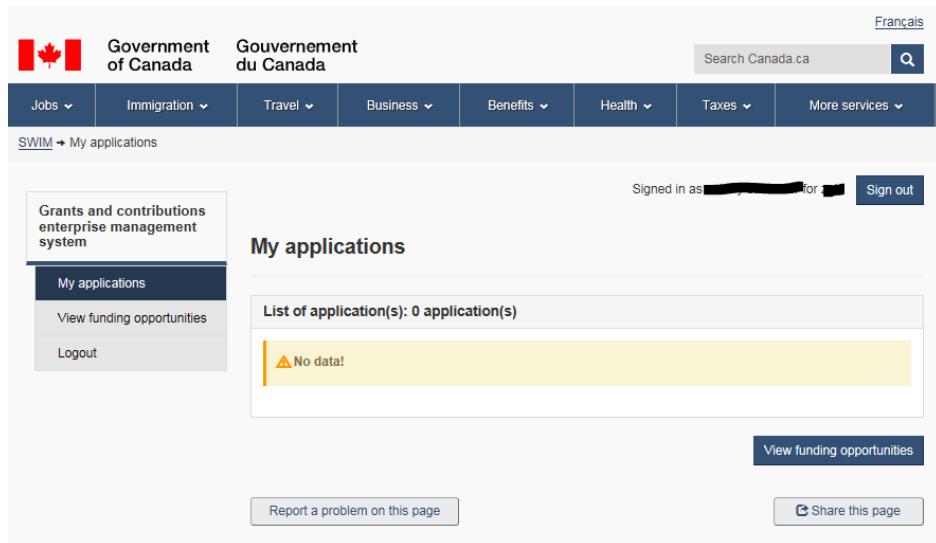 Français
Government of Canada
Gouvernement du Canada
Search Canada.ca
Jobs Immigration Travel Business Benefits Health Taxes More services
SWIM → My applications
Signed in as for Sign out
Grants and contributions
enterprise management
system
My applications
View funding opportunities
Logout
My applications
List of application(s): 0 application(s)
No data!
View funding opportunities
Report a problem on this page
Share this page